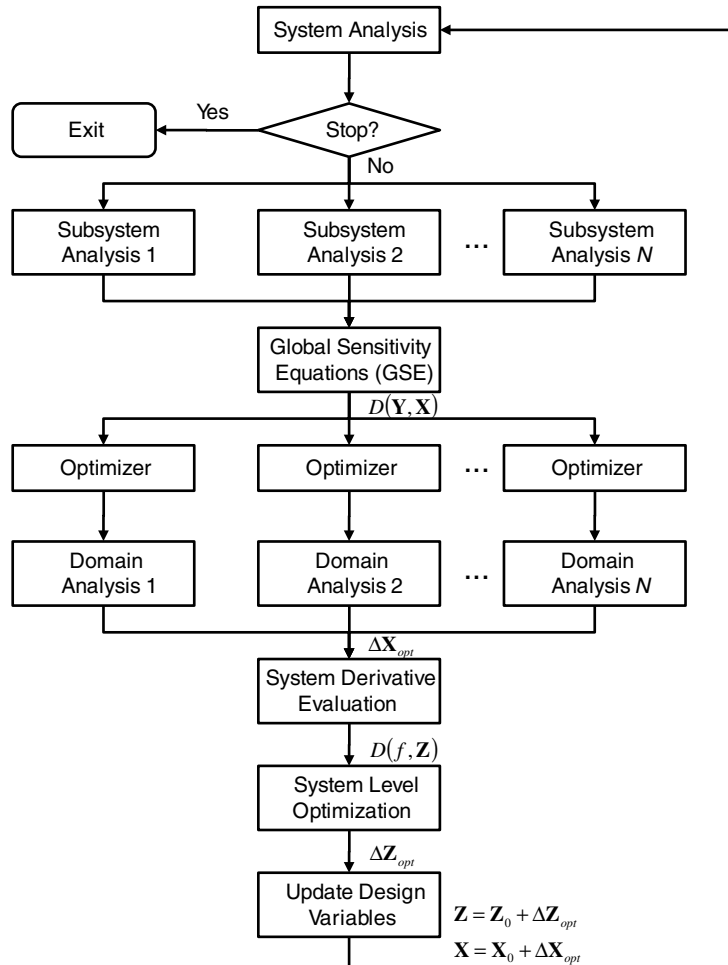 System Analysis
Yes
Exit
Stop?
No
Subsystem
Analysis 1
Subsystem
Analysis 2
...
Subsystem
Analysis N
Global Sensitivity
Equations (GSE)
D(Y, X)
Optimizer
Optimizer
...
Optimizer
Domain
Analysis 1
Domain
Analysis 2
...
Domain
Analysis N
ΔX_opt
System Derivative
Evaluation
D(f, Z)
System Level
Optimization
ΔZ_opt
Update Design
Variables
Z = Z_0 + ΔZ_opt
X = X_0 + ΔX_opt